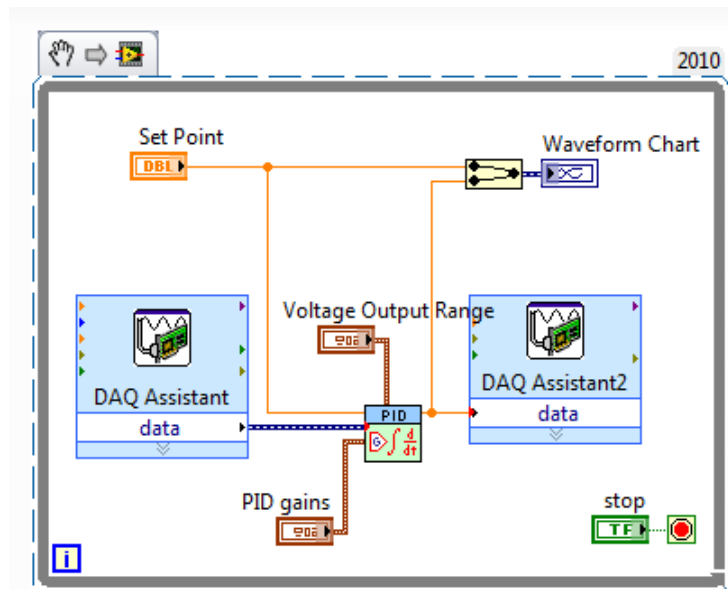 2010
Set Point
DBL
Waveform Chart
Voltage Output Range
DAQ Assistant
data
DAQ Assistant2
data
PID
G
d
dt
PID gains
stop
TF
i